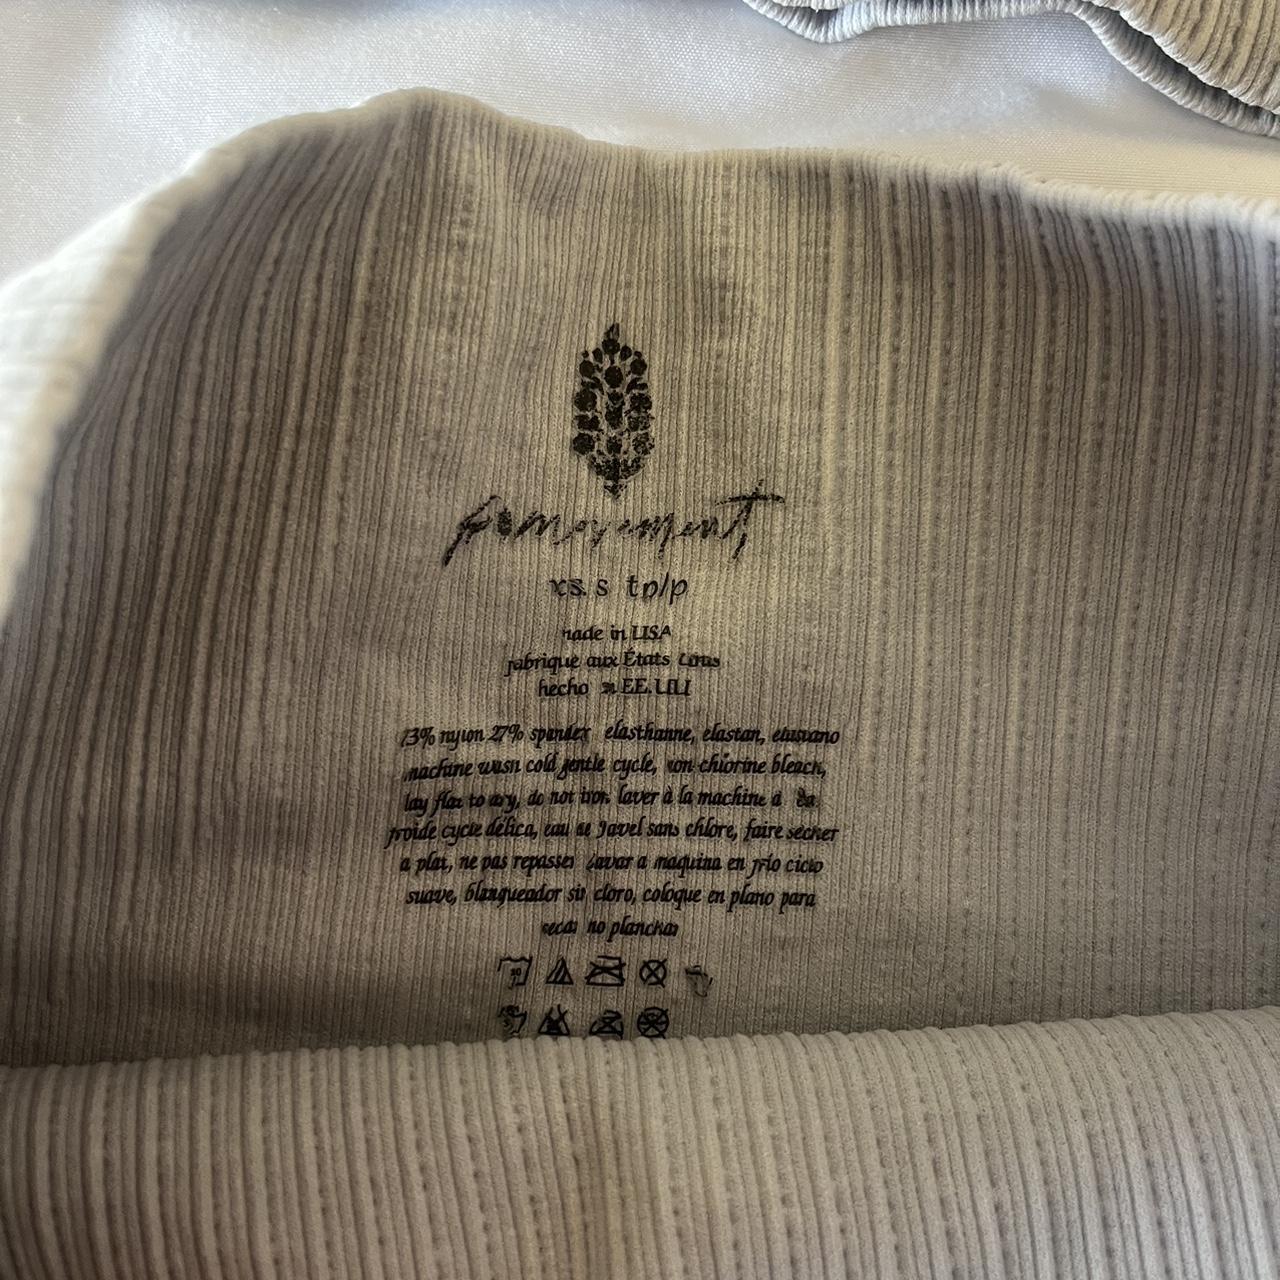 fp movement
xs. s tp/p
made in USA
fabrique aux États Unis
hecho en EE.UU
73% nylon 27% spandex elasthanne, elastan, elastano
machine wash cold gentle cycle, non chlorine bleach,
lay flat to dry, do not iron. laver à la machine à
froide cycle délica, eau de Javel sans chlore, faire secher
a plat, ne pas repasser lavar a maquina en frío ciclo
suave, blanqueador sin cloro, coloque en plano para
secar no planchar